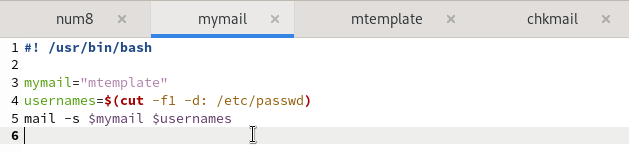 num8 × mymail × mtemplate × chkmail ×
1 #! /usr/bin/bash
2
3 mymail="mtemplate"
4 usernames=$(cut -f1 -d: /etc/passwd)
5 mail -s $mymail $usernames
6